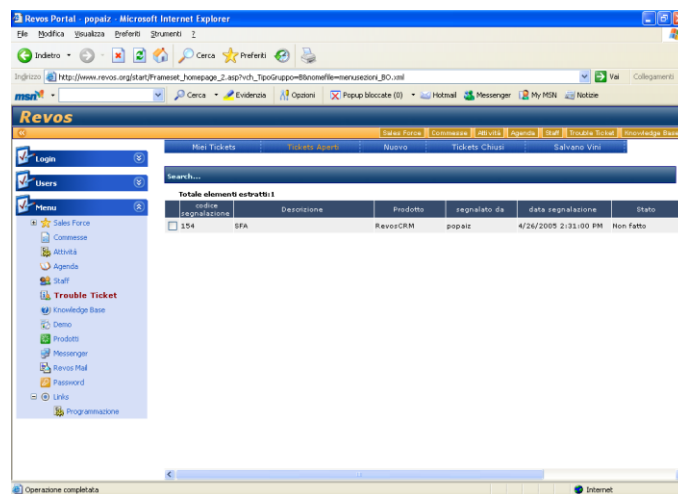 Revos Portal - popaiz - Microsoft Internet Explorer
File Modifica Visualizza Preferiti Strumenti ?
Indietro Cerca Preferiti
Indirizzo http://www.revos.org/start/Frameset_homepage_2.asp?vch_TipoGruppo=B&nomefile=menusezioni_BO.xml Vai Collegamenti
msn Cerca Evidenzia Opzioni Popup bloccate (0) Hotmail Messenger My MSN Notizie
Revos
Sales Force Commesse Attività Agenda Staff Trouble Ticket Knowledge Base
Miei Tickets Tickets Aperti Nuovo Tickets Chiusi Salvano Vini
Login
Users
Menu
Sales Force
Commesse
Attività
Agenda
Staff
Trouble Ticket
Knowledge Base
Demo
Prodotti
Messenger
Revos Mail
Password
Links
Programmazione
Search...
Totale elementi estratti:1
codice segnalazione Descrizione Prodotto segnalato da data segnalazione Stato
154 SFA RevosCRM popaiz 4/26/2005 2:31:00 PM Non fatto
Operazione completata Internet